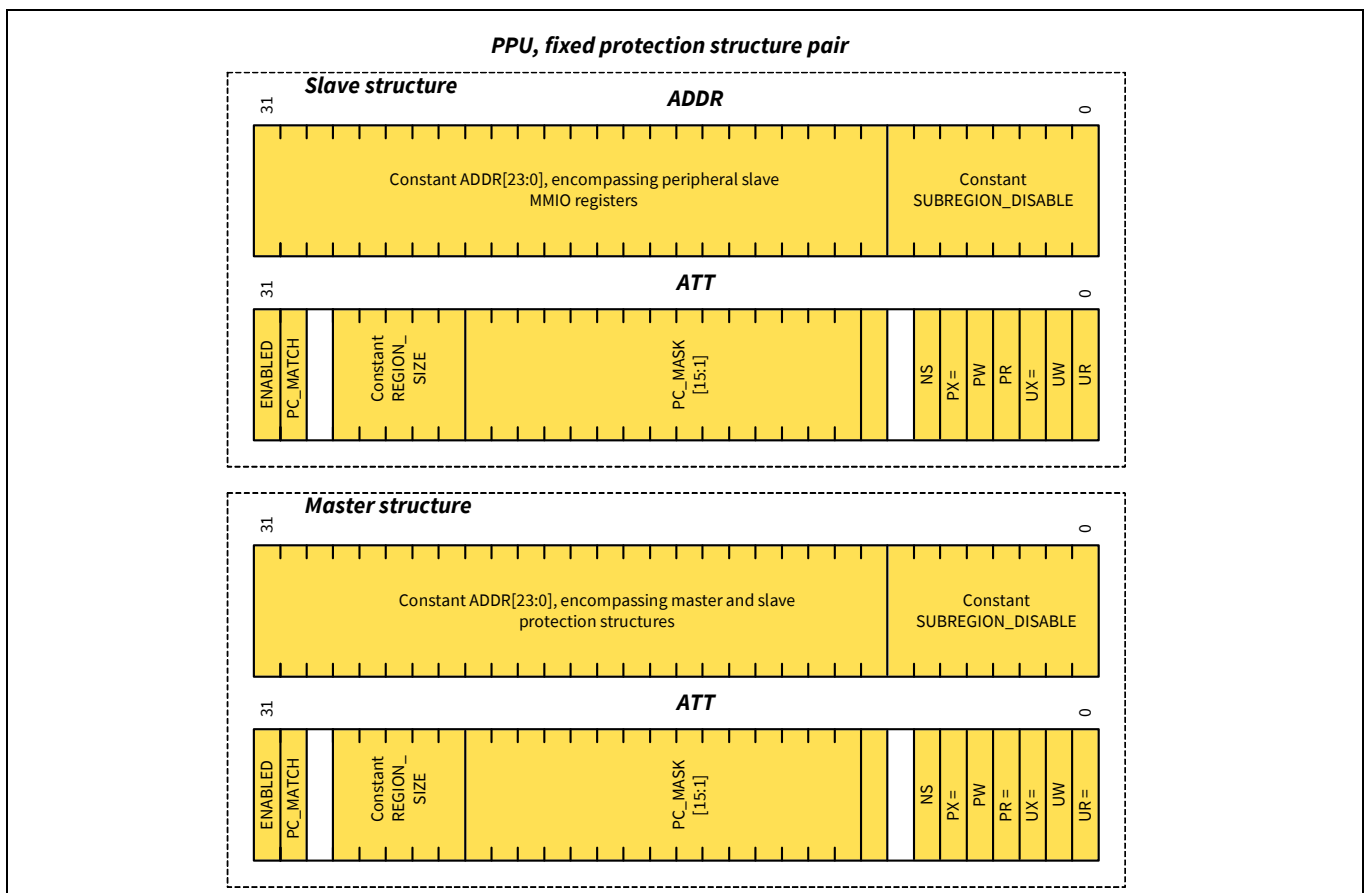 PPU, fixed protection structure pair
Slave structure
ADDR
31
0
Constant ADDR[23:0], encompassing peripheral slave
MMIO registers
Constant
SUBREGION_DISABLE
ATT
31
0
ENABLED
PC_MATCH
Constant
REGION_
SIZE
PC_MASK
[15:1]
NS
PX =
PW
PR
UX =
UW
UR
Master structure
31
0
Constant ADDR[23:0], encompassing master and slave
protection structures
Constant
SUBREGION_DISABLE
ATT
31
0
ENABLED
PC_MATCH
Constant
REGION_
SIZE
PC_MASK
[15:1]
NS
PX =
PW
PR =
UX =
UW
UR =